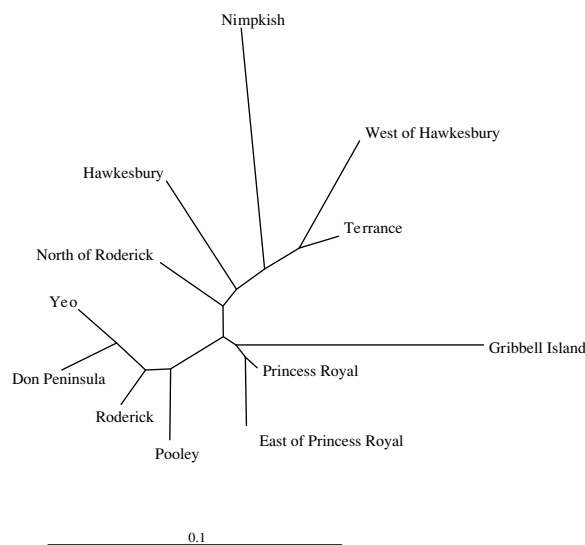 Nimpkish
West of Hawkesbury
Hawkesbury
Terrance
North of Roderick
Yeo
Gribbell Island
Princess Royal
Don Peninsula
Roderick
East of Princess Royal
Pooley
0.1